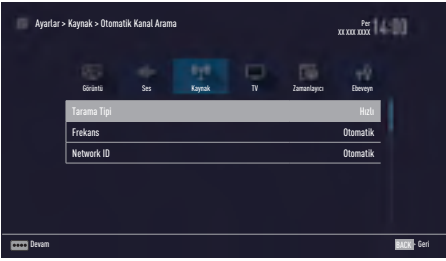 Ayarlar > Kaynak > Otomatik Kanal Arama
Per
xx xxx xxxx
14:00
Görüntü
Ses
Kaynak
TV
Zamanlayıcı
Ebeveyn
Tarama Tipi
Hızlı
Frekans
Otomatik
Network ID
Otomatik
Devam
BACK - Geri